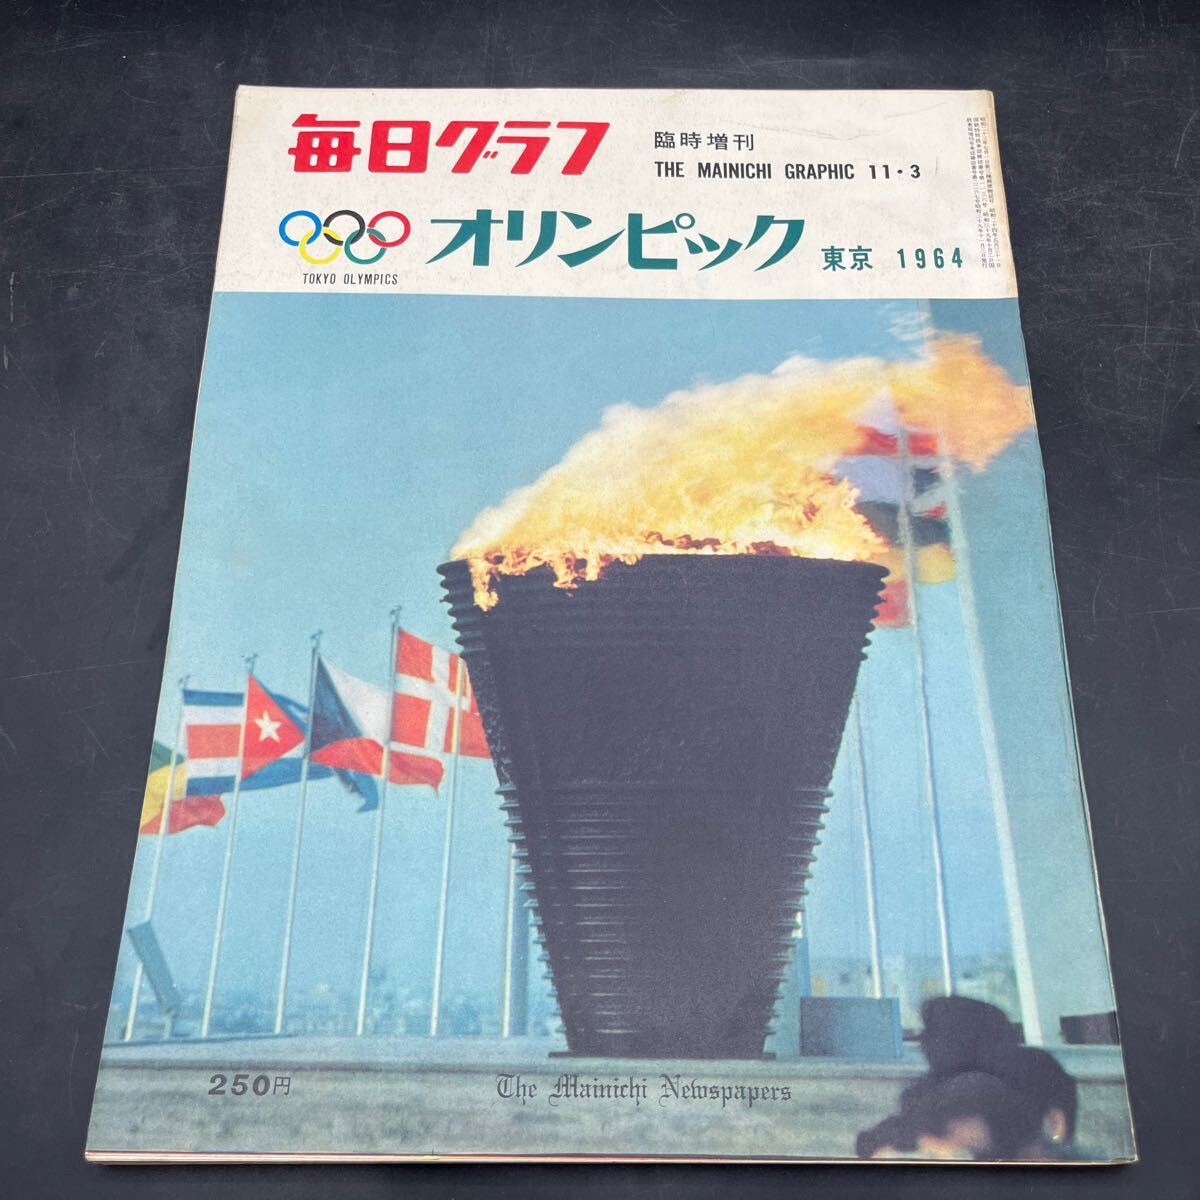 毎日グラフ
臨時増刊
THE MAINICHI GRAPHIC 11・3
オリンピック 東京 1964
TOKYO OLYMPICS
250円
The Mainichi Newspapers